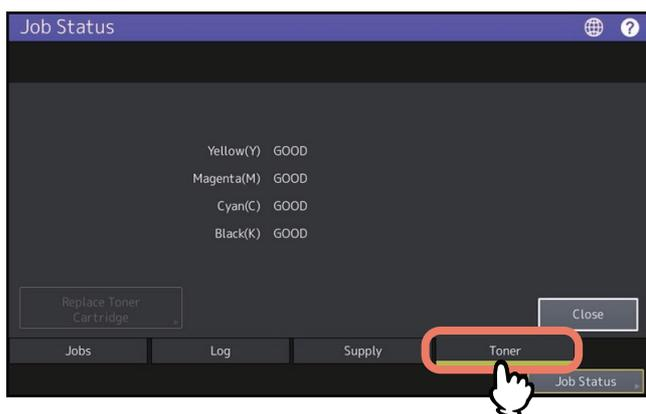 Job Status
?
Yellow(Y) GOOD
Magenta(M) GOOD
Cyan(C) GOOD
Black(K) GOOD
Replace Toner
Cartridge
Close
Jobs Log Supply Toner
Job Status